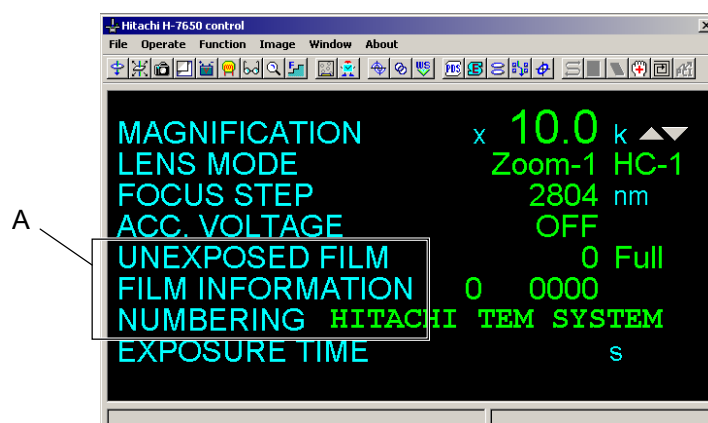 Hitachi H-7650 control
File Operate Function Image Window About
MAGNIFICATION x 10.0 k
LENS MODE Zoom-1 HC-1
FOCUS STEP 2804 nm
ACC. VOLTAGE OFF
A
UNEXPOSED FILM 0 Full
FILM INFORMATION 0 0000
NUMBERING HITACHI TEM SYSTEM
EXPOSURE TIME s